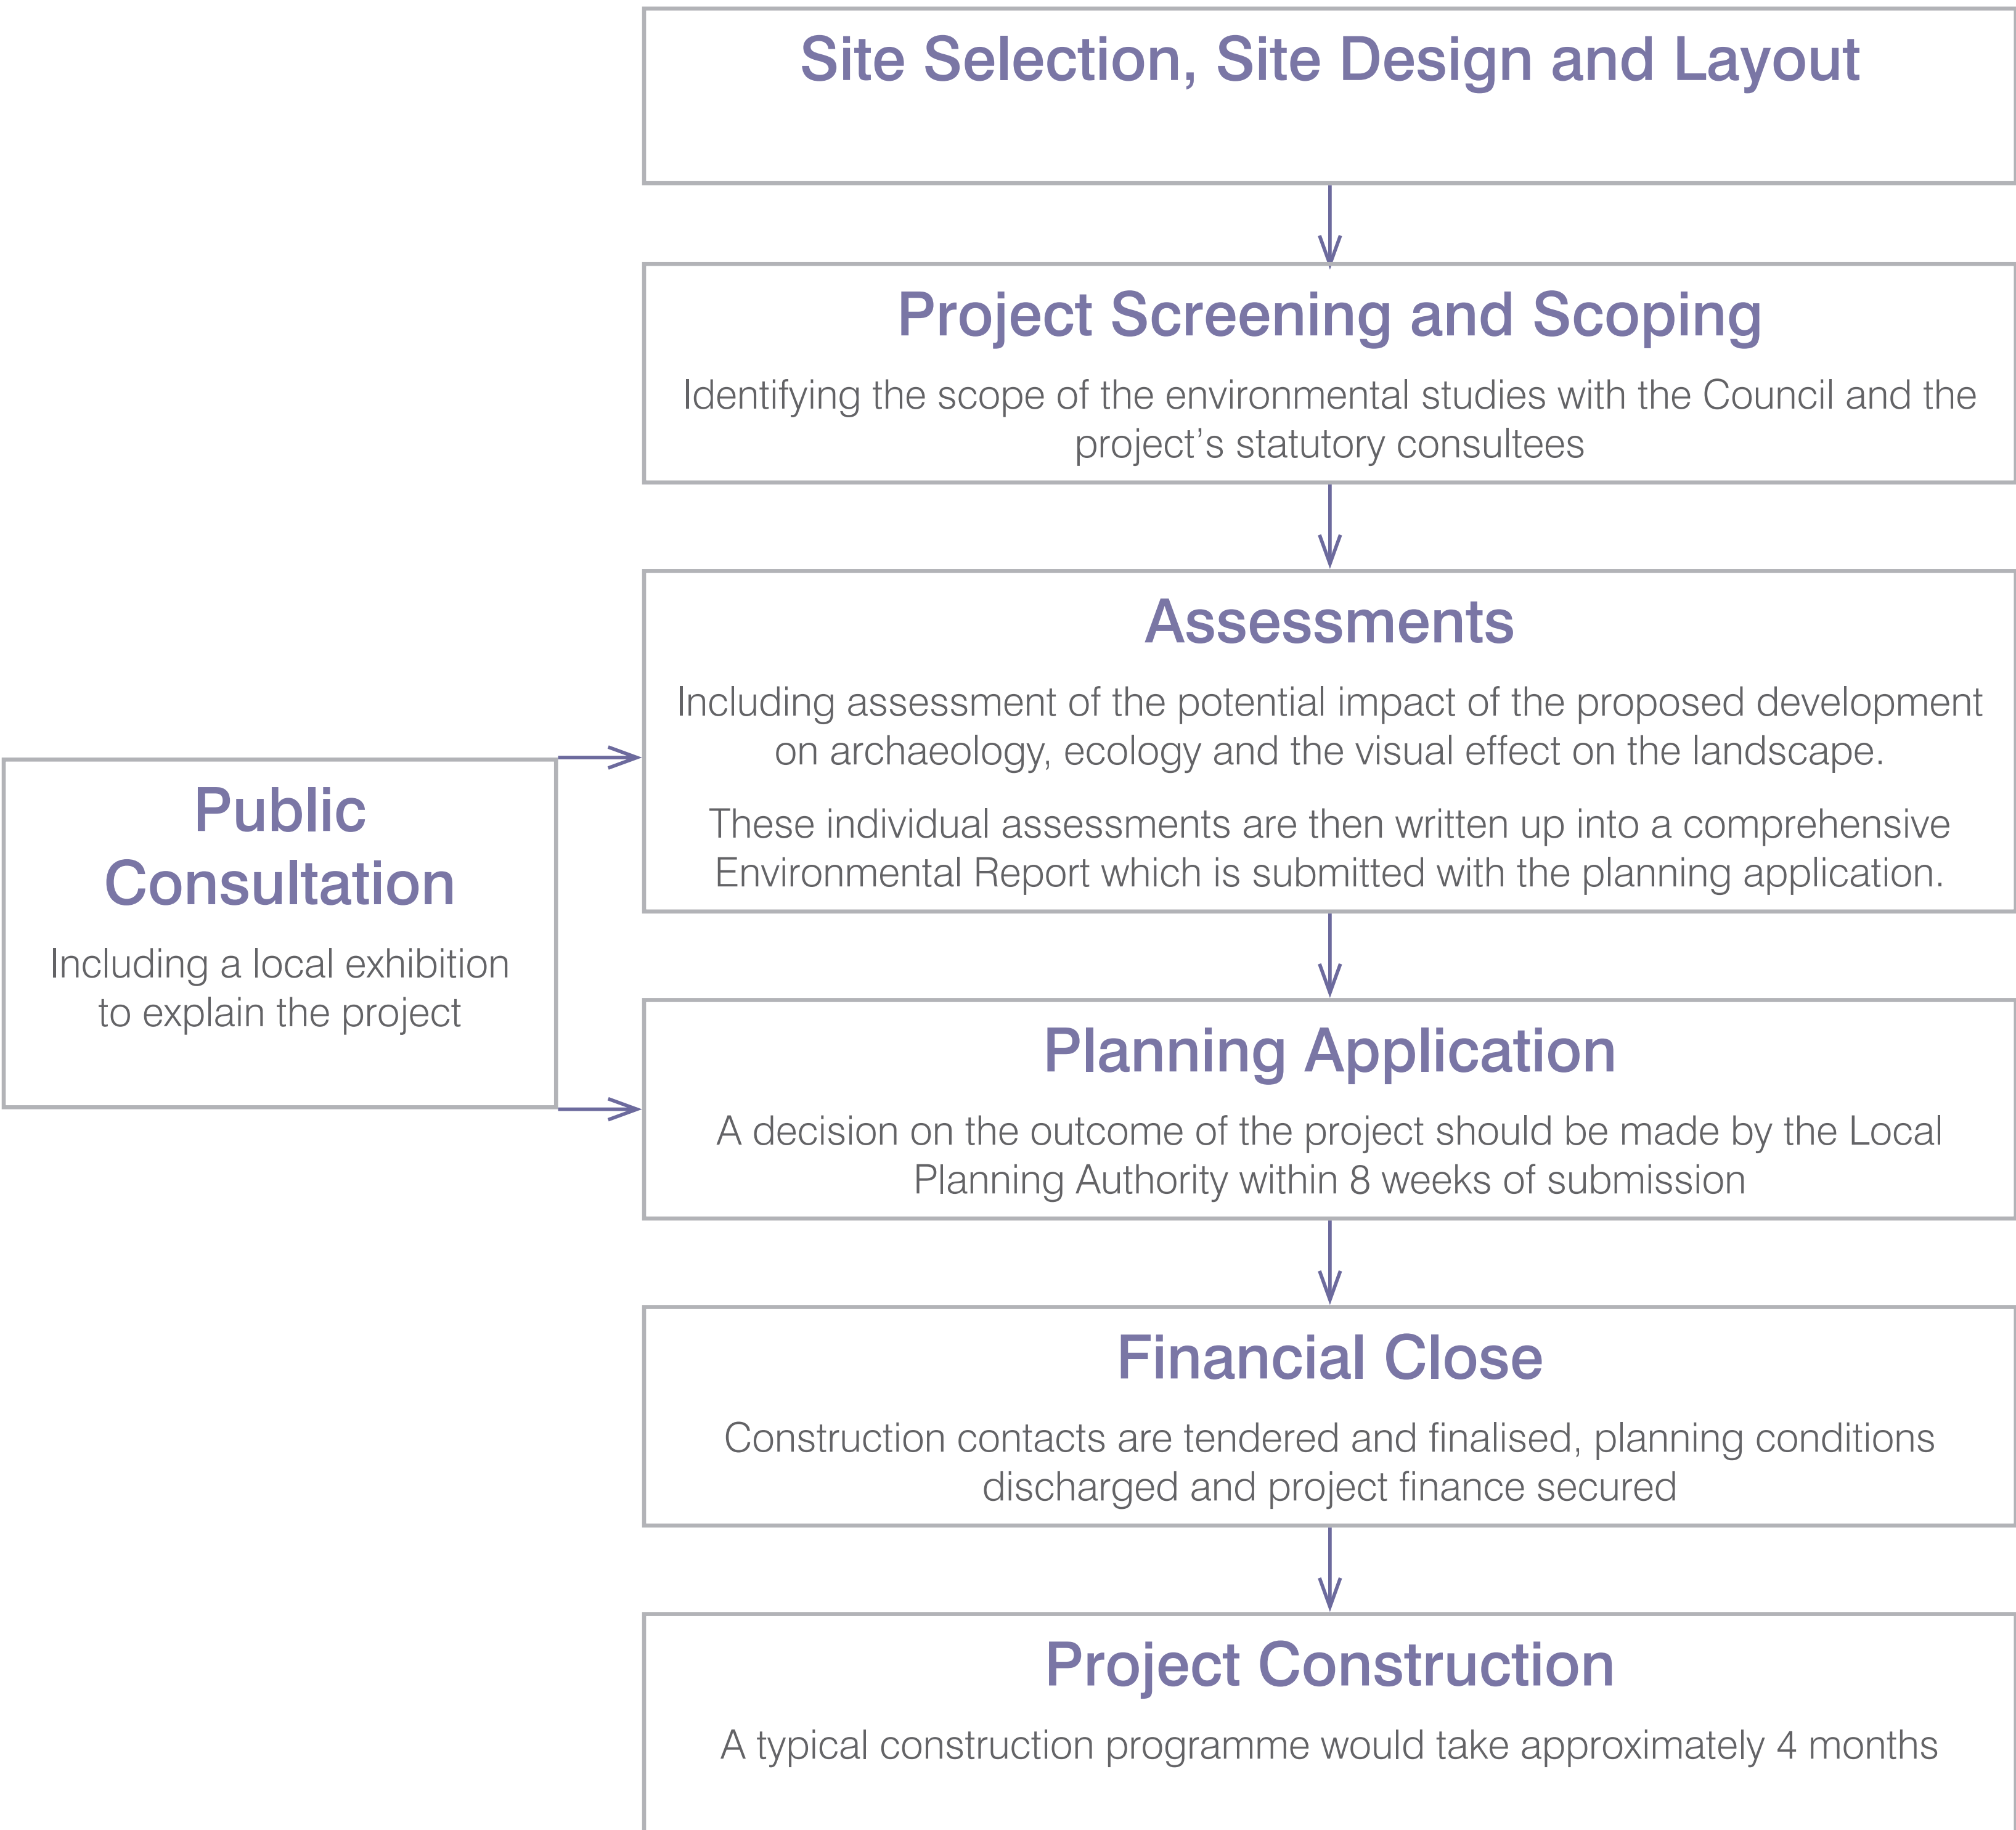 Site Selection, Site Design and Layout
Project Screening and Scoping
Identifying the scope of the environmental studies with the Council and the
project's statutory consultees
Assessments
Including assessment of the potential impact of the proposed development
on archaeology, ecology and the visual effect on the landscape.
These individual assessments are then written up into a comprehensive
Environmental Report which is submitted with the planning application.
Public
Consultation
Including a local exhibition
to explain the project
Planning Application
A decision on the outcome of the project should be made by the Local
Planning Authority within 8 weeks of submission
Financial Close
Construction contacts are tendered and finalised, planning conditions
discharged and project finance secured
Project Construction
A typical construction programme would take approximately 4 months